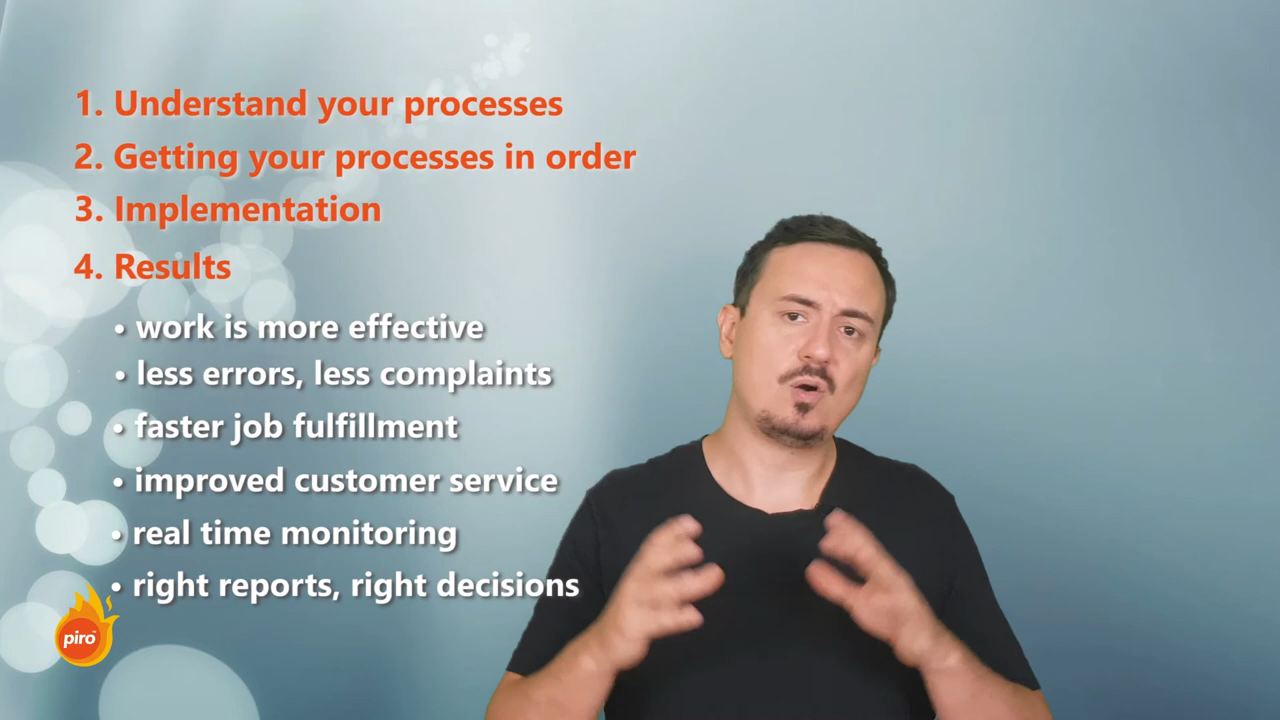 1. Understand your processes
2. Getting your processes in order
3. Implementation
4. Results
• work is more effective
• less errors, less complaints
• faster job fulfillment
• improved customer service
• real time monitoring
• right reports, right decisions
piro™